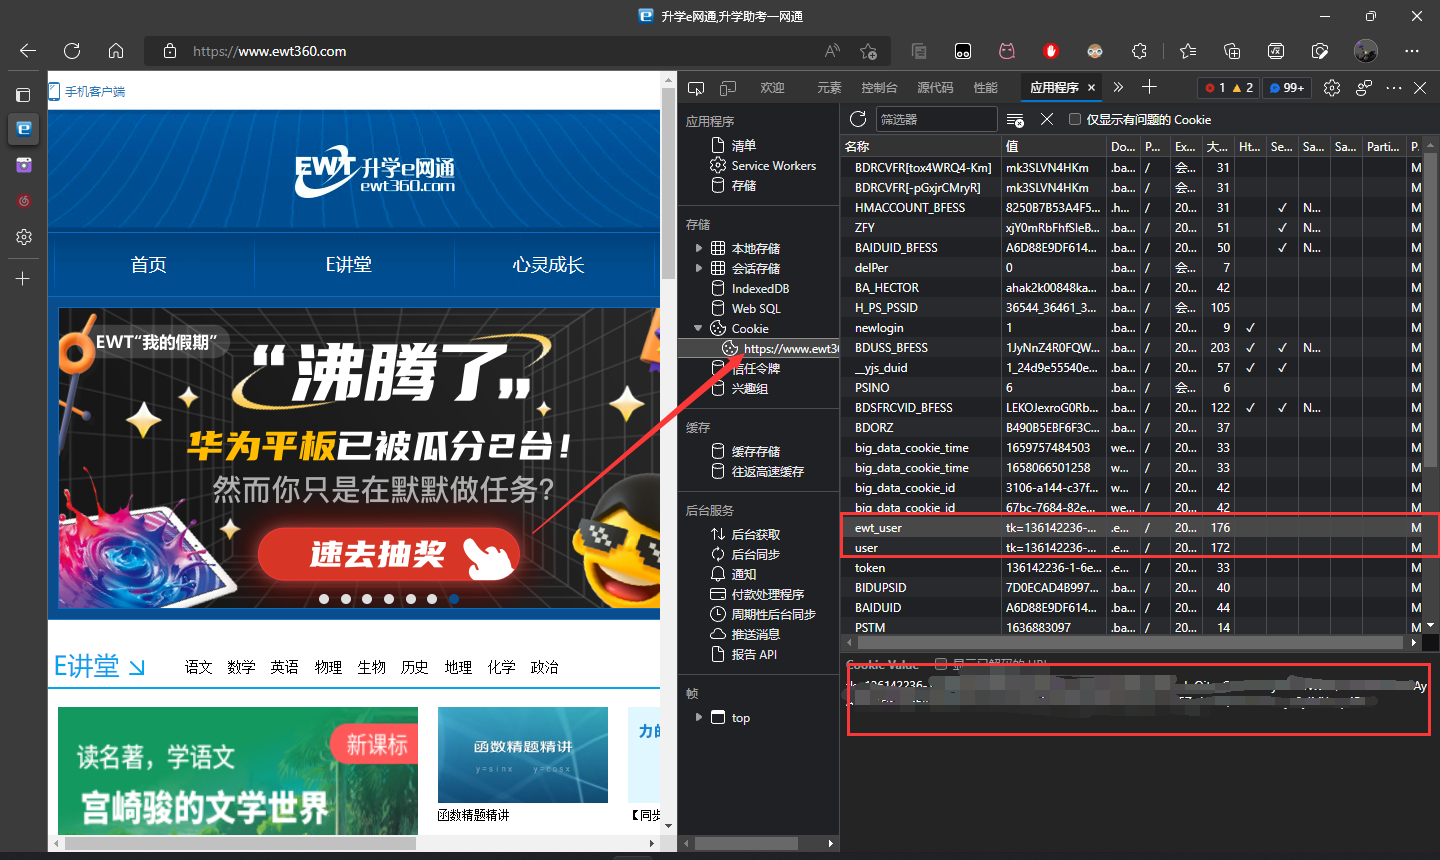 升学e网通,升学助考一网通
https://www.ewt360.com
手机客户端
EWT 升学e网通
ewt360.com
首页
E讲堂
心灵成长
EWT“我的假期”
“沸腾了”
华为平板已被瓜分2台！
然而你只是在默默做任务?
速去抽奖
E讲堂
语文 数学 英语 物理 生物 历史 地理 化学 政治
新课标
读名著，学语文
宫崎骏的文学世界
函数精题精讲
y=sinx y=cosx
函数精题精讲
【同步
欢迎 元素 控制台 源代码 性能 应用程序
1 2 99+
应用程序
清单
Service Workers
存储
存储
本地存储
会话存储
IndexedDB
Web SQL
Cookie
https://www.ewt3
信任令牌
兴趣组
缓存
缓存存储
往返高速缓存
后台服务
后台获取
后台同步
通知
付款处理程序
周期性后台同步
推送消息
报告 API
帧
top
筛选器
仅显示有问题的 Cookie
名称 值 Do... P... Ex... 大... Ht... Se... Sa... Sa... Parti... P.
BDRCVFR[tox4WRQ4-Km] mk3SLVN4HKm .ba... / 会... 31 M
BDRCVFR[-pGxjrCMryR] mk3SLVN4HKm .ba... / 会... 31 M
HMACCOUNT_BFESS 8250B7B53A4F5... .h... / 20... 31 ✓ N... M
ZFY xjY0mRbFhfSleB... .ba... / 20... 51 ✓ N... M
BAIDUID_BFESS A6D88E9DF614... .ba... / 20... 50 ✓ N... M
delPer 0 .ba... / 会... 7 M
BA_HECTOR ahak2k00848ka... .ba... / 20... 42 M
H_PS_PSSID 36544_36461_3... .ba... / 会... 105 M
newlogin 1 .ba... / 20... 9 ✓ M
BDUSS_BFESS 1JyNnZ4R0FQW... .ba... / 20... 203 ✓ ✓ N... M
__yjs_duid 1_24d9e55540e... .ba... / 20... 57 ✓ ✓ M
PSINO 6 .ba... / 会... 6 M
BDSFRCVID_BFESS LEKOJexroG0Rb... .ba... / 20... 122 ✓ ✓ N... M
BDORZ B490B5EBF6F3C... .ba... / 20... 37 M
big_data_cookie_time 1659757484503 we... / 20... 33 M
big_data_cookie_time 1658066501258 w... / 20... 33 M
big_data_cookie_id 3106-a144-c37f... w... / 20... 42 M
big_data_cookie_id 67bc-7684-82e... we... / 20... 42 M
ewt_user tk=136142236-... .e... / 20... 176 M
user tk=136142236-... .e... / 20... 172 M
token 136142236-1-6e... .e... / 20... 33 M
BIDUPSID 7D0ECAD4B997... .ba... / 20... 40 M
BAIDUID A6D88E9DF614... .ba... / 20... 44 M
PSTM 1636883097 .ba... / 20... 14 M
Cookie Value 显示已解码的 URL